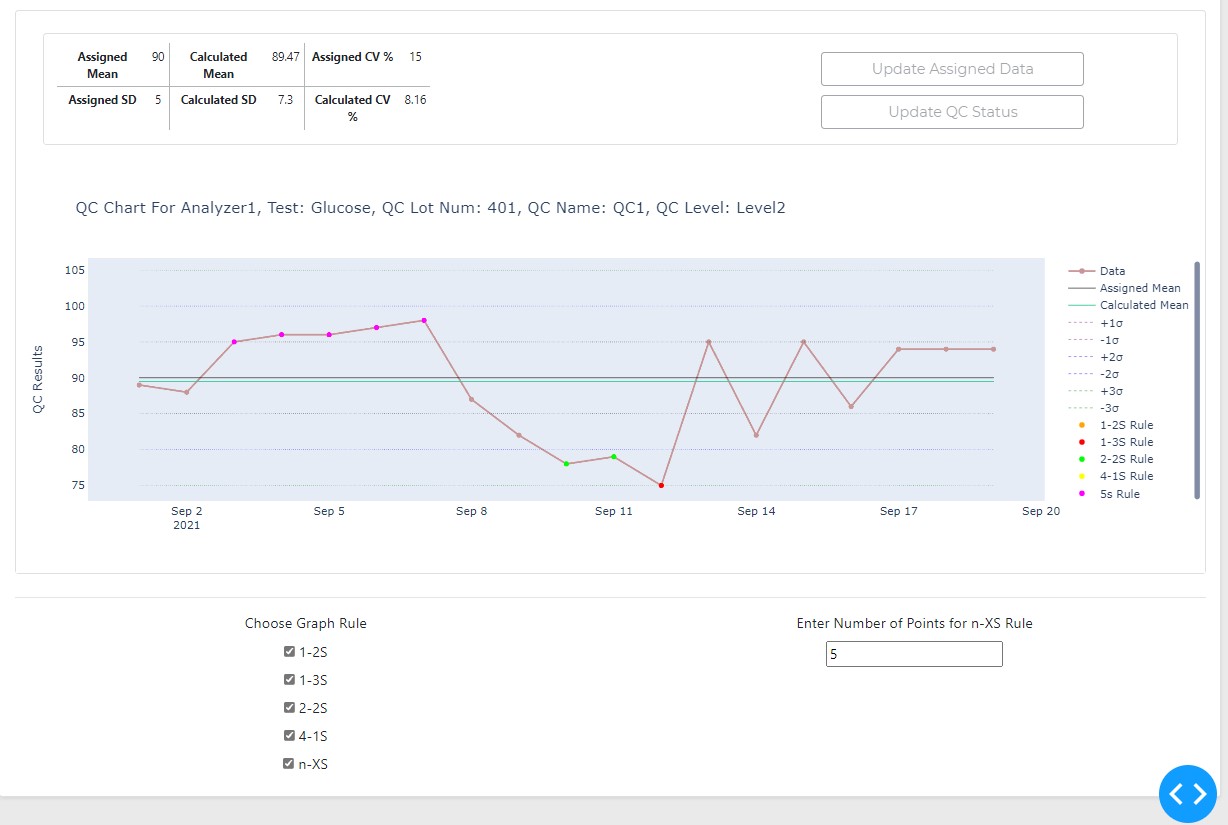 Assigned Mean 90 Calculated Mean 89.47 Assigned CV % 15
Assigned SD 5 Calculated SD 7.3 Calculated CV % 8.16
Update Assigned Data
Update QC Status
QC Chart For Analyzer1, Test: Glucose, QC Lot Num: 401, QC Name: QC1, QC Level: Level2
QC Results
105
100
95
90
85
80
75
Sep 2
2021
Sep 5
Sep 8
Sep 11
Sep 14
Sep 17
Sep 20
Data
Assigned Mean
Calculated Mean
+1σ
-1σ
+2σ
-2σ
+3σ
-3σ
1-2S Rule
1-3S Rule
2-2S Rule
4-1S Rule
5s Rule
Choose Graph Rule
1-2S
1-3S
2-2S
4-1S
n-XS
Enter Number of Points for n-XS Rule
5